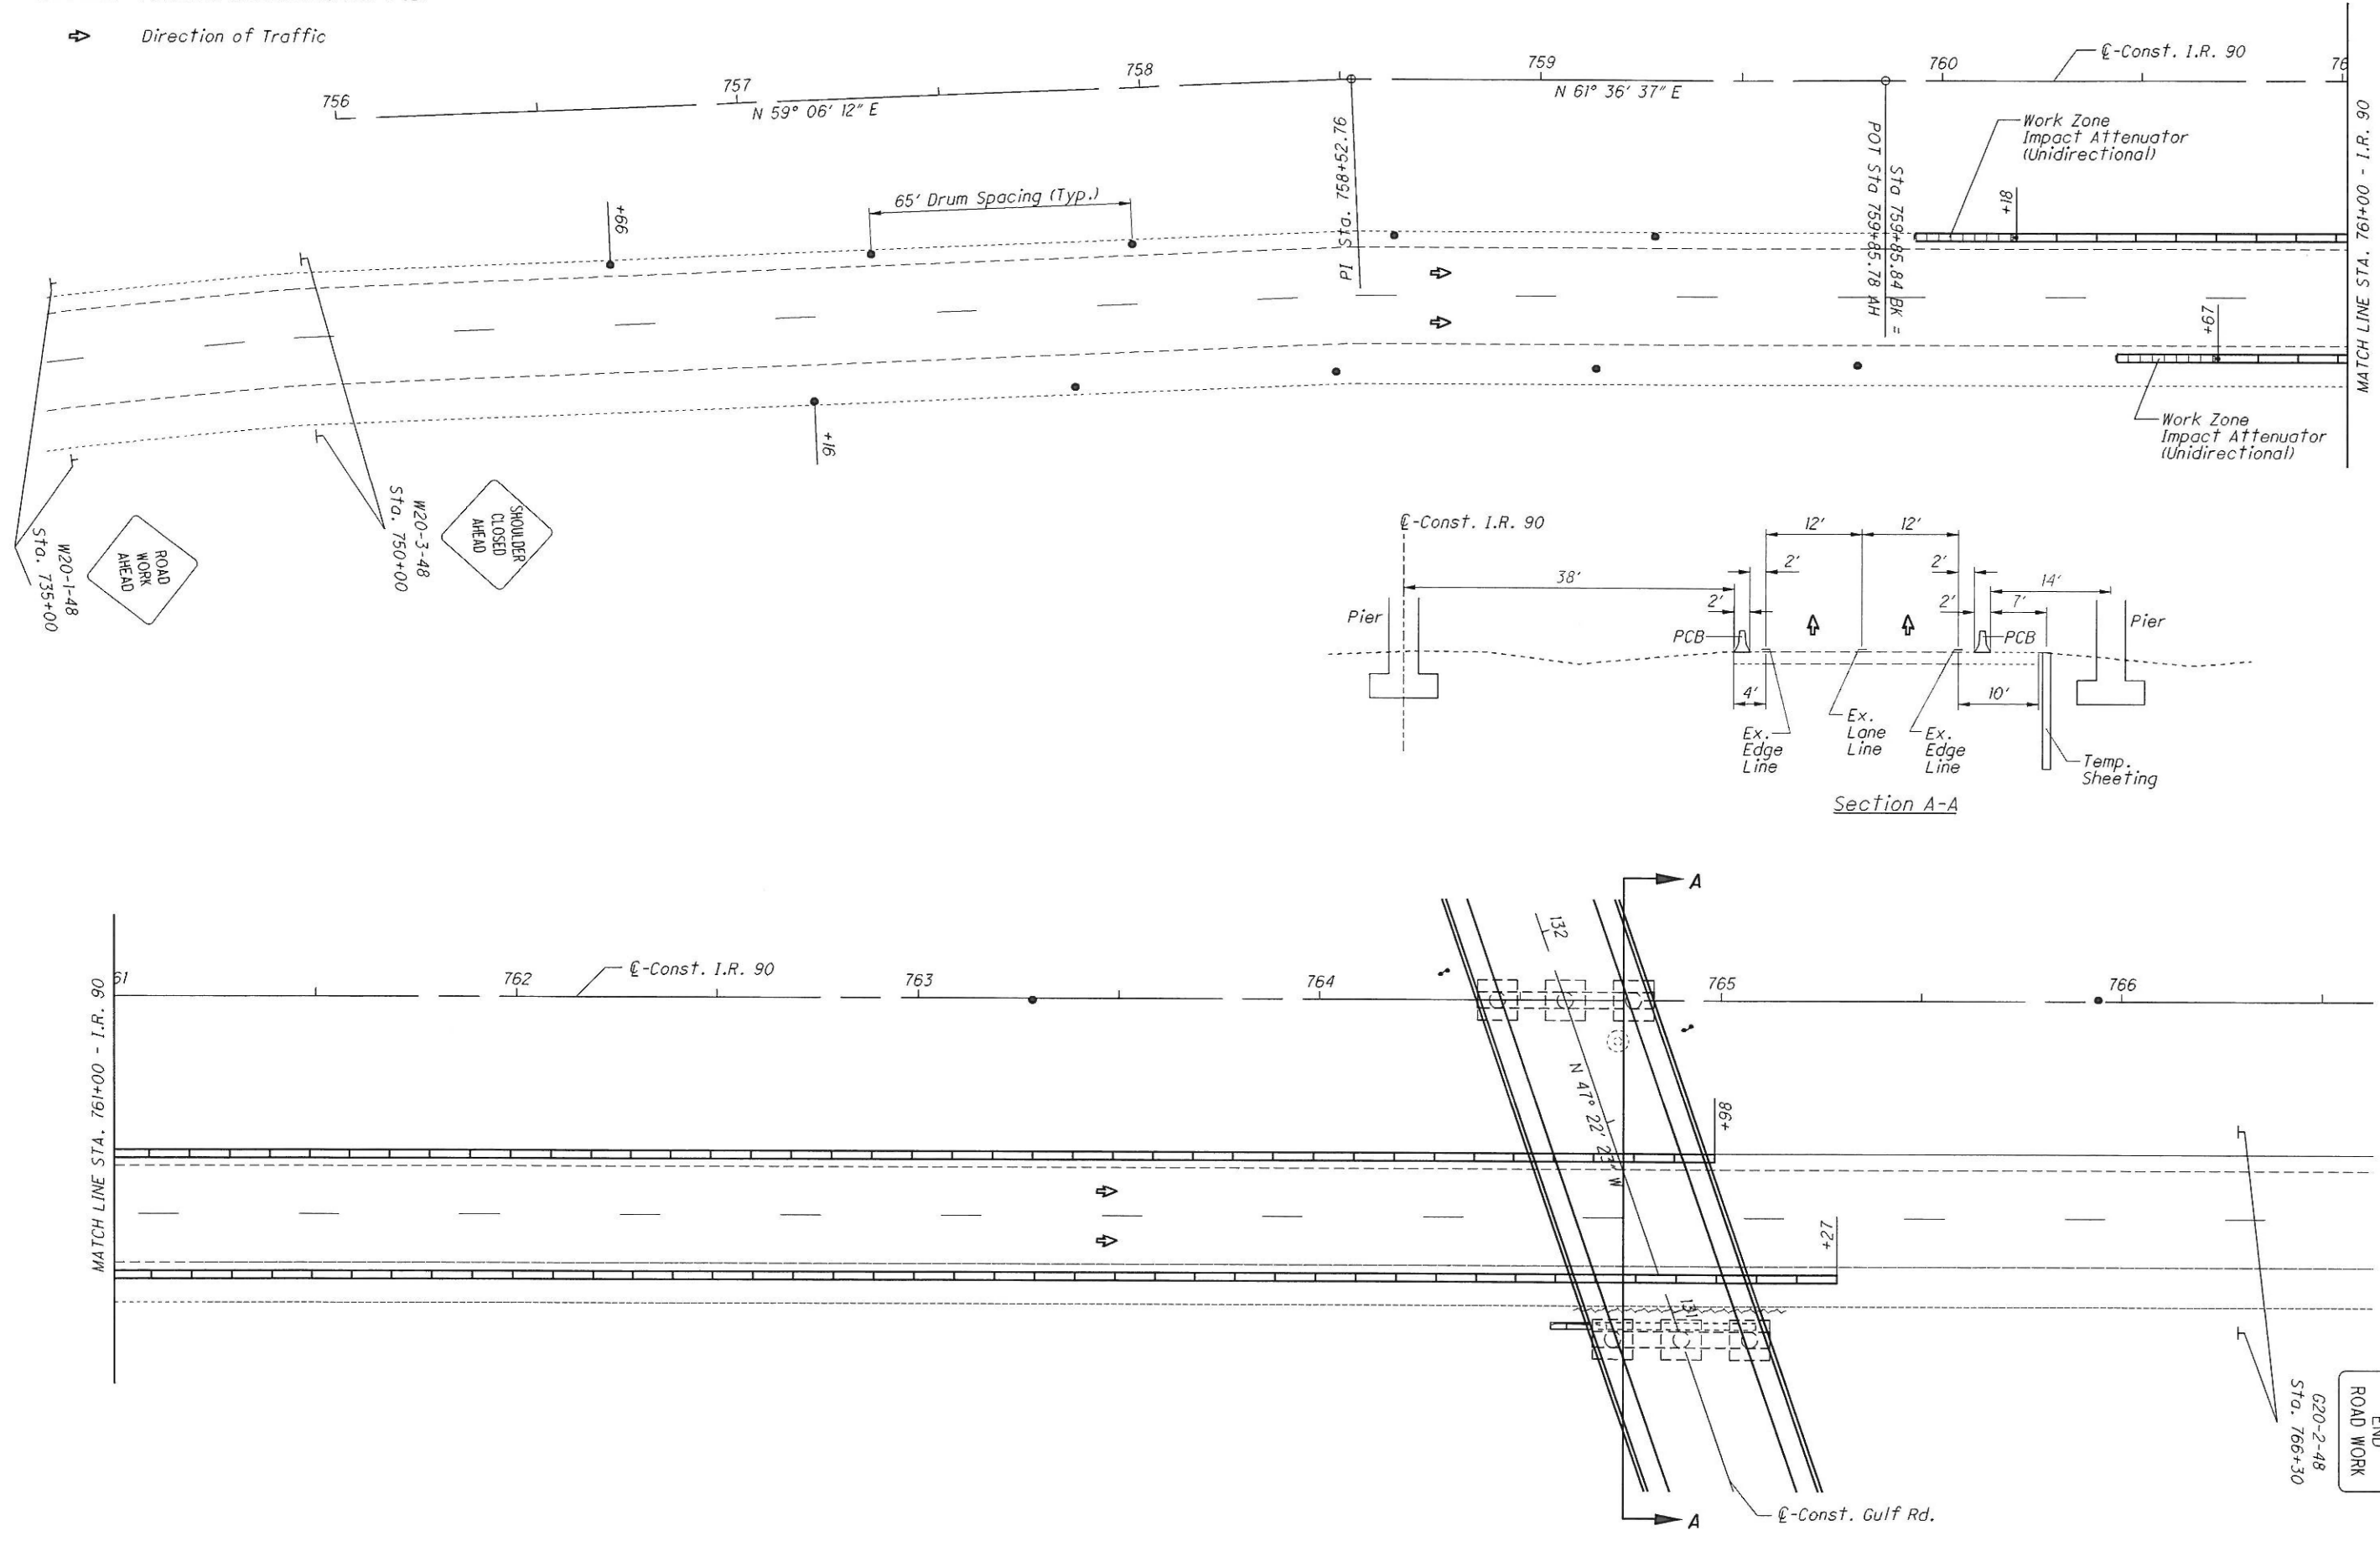 Direction of Traffic
756
757
758
759
760
76
℄-Const. I.R. 90
N 59° 06' 12" E
N 61° 36' 37" E
PI Sta. 758+52.76
POT Sta 759+85.78 AH
Sta 759+85.84 BK =
Work Zone
Impact Attenuator
(Unidirectional)
+18
MATCH LINE STA. 761+00 - I.R. 90
65' Drum Spacing (Typ.)
+66
+16
+67
Work Zone
Impact Attenuator
(Unidirectional)
W20-1-48
Sta. 735+00
ROAD
WORK
AHEAD
W20-3-48
Sta. 750+00
SHOULDER
CLOSED
AHEAD
℄-Const. I.R. 90
12'
12'
38'
2'
2'
14'
2'
2'
7'
Pier
PCB
PCB
Pier
4'
10'
Ex.
Edge
Line
Ex.
Lane
Line
Ex.
Edge
Line
Temp.
Sheeting
Section A-A
MATCH LINE STA. 761+00 - I.R. 90
61
762
℄-Const. I.R. 90
763
764
765
766
132
A
N 47° 22' 23" W
+98
+27
131
A
℄-Const. Gulf Rd.
G20-2-48
Sta. 766+30
END
ROAD WORK